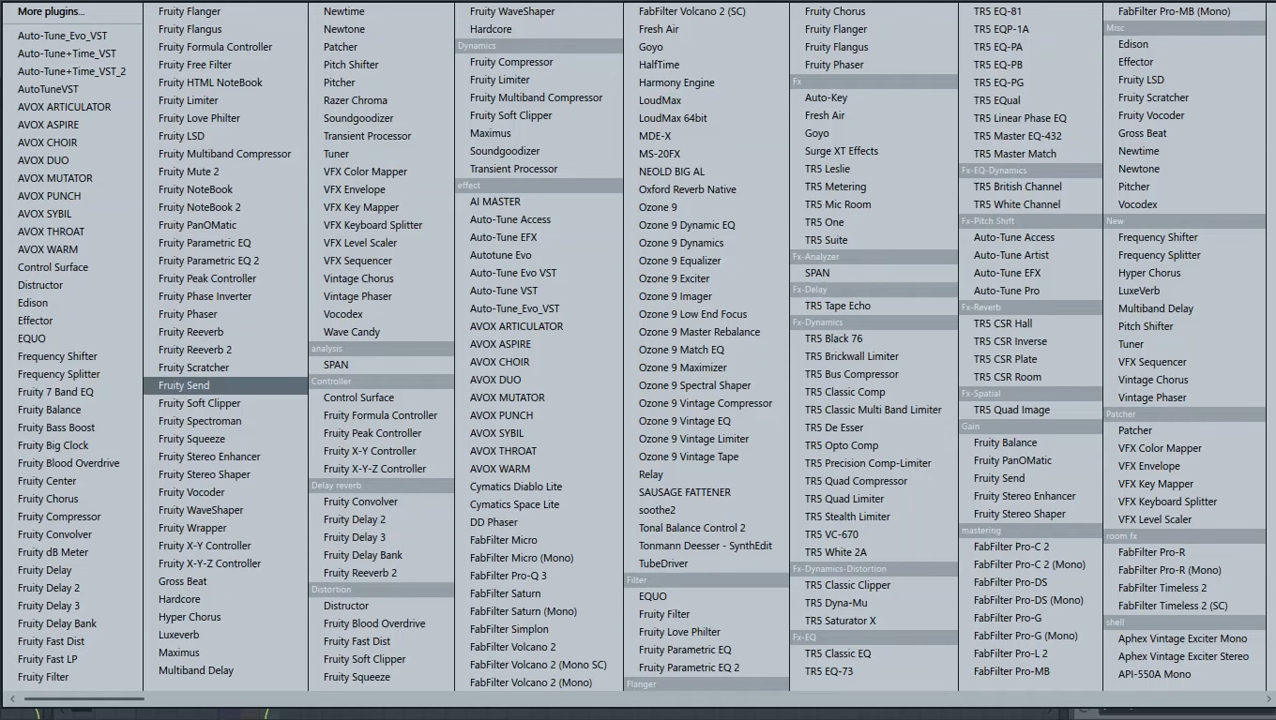 More plugins...
Auto-Tune_Evo_VST
Auto-Tune+Time_VST
Auto-Tune+Time_VST_2
AutoTuneVST
AVOX ARTICULATOR
AVOX ASPIRE
AVOX CHOIR
AVOX DUO
AVOX MUTATOR
AVOX PUNCH
AVOX SYBIL
AVOX THROAT
AVOX WARM
Control Surface
Distructor
Edison
Effector
EQUO
Frequency Shifter
Frequency Splitter
Fruity 7 Band EQ
Fruity Balance
Fruity Bass Boost
Fruity Big Clock
Fruity Blood Overdrive
Fruity Center
Fruity Chorus
Fruity Compressor
Fruity Convolver
Fruity dB Meter
Fruity Delay
Fruity Delay 2
Fruity Delay 3
Fruity Delay Bank
Fruity Fast Dist
Fruity Fast LP
Fruity Filter
Fruity Flanger
Fruity Flangus
Fruity Formula Controller
Fruity Free Filter
Fruity HTML NoteBook
Fruity Limiter
Fruity Love Philter
Fruity LSD
Fruity Multiband Compressor
Fruity Mute 2
Fruity NoteBook
Fruity NoteBook 2
Fruity PanOMatic
Fruity Parametric EQ
Fruity Parametric EQ 2
Fruity Peak Controller
Fruity Phase Inverter
Fruity Phaser
Fruity Reeverb
Fruity Reeverb 2
Fruity Scratcher
Fruity Send
Fruity Soft Clipper
Fruity Spectroman
Fruity Squeeze
Fruity Stereo Enhancer
Fruity Stereo Shaper
Fruity Vocoder
Fruity WaveShaper
Fruity Wrapper
Fruity X-Y Controller
Fruity X-Y-Z Controller
Gross Beat
Hardcore
Hyper Chorus
Luxeverb
Maximus
Multiband Delay
Newtime
Newtone
Patcher
Pitch Shifter
Pitcher
Razer Chroma
Soundgoodizer
Transient Processor
Tuner
VFX Color Mapper
VFX Envelope
VFX Key Mapper
VFX Keyboard Splitter
VFX Level Scaler
VFX Sequencer
Vintage Chorus
Vintage Phaser
Vocodex
Wave Candy
analysis
SPAN
Controller
Control Surface
Fruity Formula Controller
Fruity Peak Controller
Fruity X-Y Controller
Fruity X-Y-Z Controller
Delay reverb
Fruity Convolver
Fruity Delay 2
Fruity Delay 3
Fruity Delay Bank
Fruity Reeverb 2
Distortion
Distructor
Fruity Blood Overdrive
Fruity Fast Dist
Fruity Soft Clipper
Fruity Squeeze
Fruity WaveShaper
Hardcore
Dynamics
Fruity Compressor
Fruity Limiter
Fruity Multiband Compressor
Fruity Soft Clipper
Maximus
Soundgoodizer
Transient Processor
effect
AI MASTER
Auto-Tune Access
Auto-Tune EFX
Autotune Evo
Auto-Tune Evo VST
Auto-Tune VST
Auto-Tune_Evo_VST
AVOX ARTICULATOR
AVOX ASPIRE
AVOX CHOIR
AVOX DUO
AVOX MUTATOR
AVOX PUNCH
AVOX SYBIL
AVOX THROAT
AVOX WARM
Cymatics Diablo Lite
Cymatics Space Lite
DD Phaser
FabFilter Micro
FabFilter Micro (Mono)
FabFilter Pro-Q 3
FabFilter Saturn
FabFilter Saturn (Mono)
FabFilter Simplon
FabFilter Volcano 2
FabFilter Volcano 2 (Mono SC)
FabFilter Volcano 2 (Mono)
FabFilter Volcano 2 (SC)
Fresh Air
Goyo
HalfTime
Harmony Engine
LoudMax
LoudMax 64bit
MDE-X
MS-20FX
NEOLD BIG AL
Oxford Reverb Native
Ozone 9
Ozone 9 Dynamic EQ
Ozone 9 Dynamics
Ozone 9 Equalizer
Ozone 9 Exciter
Ozone 9 Imager
Ozone 9 Low End Focus
Ozone 9 Master Rebalance
Ozone 9 Match EQ
Ozone 9 Maximizer
Ozone 9 Spectral Shaper
Ozone 9 Vintage Compressor
Ozone 9 Vintage EQ
Ozone 9 Vintage Limiter
Ozone 9 Vintage Tape
Relay
SAUSAGE FATTENER
soothe2
Tonal Balance Control 2
Tonmann Deesser - SynthEdit
TubeDriver
Filter
EQUO
Fruity Filter
Fruity Love Philter
Fruity Parametric EQ
Fruity Parametric EQ 2
Flanger
Fruity Chorus
Fruity Flanger
Fruity Flangus
Fruity Phaser
Fx
Auto-Key
Fresh Air
Goyo
Surge XT Effects
TR5 Leslie
TR5 Metering
TR5 Mic Room
TR5 One
TR5 Suite
Fx-Analyzer
SPAN
Fx-Delay
TR5 Tape Echo
Fx-Dynamics
TR5 Black 76
TR5 Brickwall Limiter
TR5 Bus Compressor
TR5 Classic Comp
TR5 Classic Multi Band Limiter
TR5 De Esser
TR5 Opto Comp
TR5 Precision Comp-Limiter
TR5 Quad Compressor
TR5 Quad Limiter
TR5 Stealth Limiter
TR5 VC-670
TR5 White 2A
Fx-Dynamics-Distortion
TR5 Classic Clipper
TR5 Dyna-Mu
TR5 Saturator X
Fx-EQ
TR5 Classic EQ
TR5 EQ-73
TR5 EQ-81
TR5 EQP-1A
TR5 EQ-PA
TR5 EQ-PB
TR5 EQ-PG
TR5 EQual
TR5 Linear Phase EQ
TR5 Master EQ-432
TR5 Master Match
Fx-EQ-Dynamics
TR5 British Channel
TR5 White Channel
Fx-Pitch Shift
Auto-Tune Access
Auto-Tune Artist
Auto-Tune EFX
Auto-Tune Pro
Fx-Reverb
TR5 CSR Hall
TR5 CSR Inverse
TR5 CSR Plate
TR5 CSR Room
Fx-Spatial
TR5 Quad Image
Gain
Fruity Balance
Fruity PanOMatic
Fruity Send
Fruity Stereo Enhancer
Fruity Stereo Shaper
mastering
FabFilter Pro-C 2
FabFilter Pro-C 2 (Mono)
FabFilter Pro-DS
FabFilter Pro-DS (Mono)
FabFilter Pro-G
FabFilter Pro-G (Mono)
FabFilter Pro-L 2
FabFilter Pro-MB
FabFilter Pro-MB (Mono)
Misc
Edison
Effector
Fruity LSD
Fruity Scratcher
Fruity Vocoder
Gross Beat
Newtime
Newtone
Pitcher
Vocodex
New
Frequency Shifter
Frequency Splitter
Hyper Chorus
LuxeVerb
Multiband Delay
Pitch Shifter
Tuner
VFX Sequencer
Vintage Chorus
Vintage Phaser
Patcher
Patcher
VFX Color Mapper
VFX Envelope
VFX Key Mapper
VFX Keyboard Splitter
VFX Level Scaler
room fx
FabFilter Pro-R
FabFilter Pro-R (Mono)
FabFilter Timeless 2
FabFilter Timeless 2 (SC)
shell
Aphex Vintage Exciter Mono
Aphex Vintage Exciter Stereo
API-550A Mono